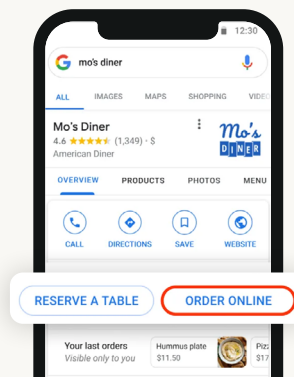 12:30
mo's diner
ALL IMAGES MAPS SHOPPING VIDEO
Mo's Diner
4.6 (1,349) · $
American Diner
Mo's
DINER
OVERVIEW PRODUCTS PHOTOS MENU
CALL DIRECTIONS SAVE WEBSITE
RESERVE A TABLE ORDER ONLINE
Your last orders
Visible only to you
Hummus plate
$11.50
$17